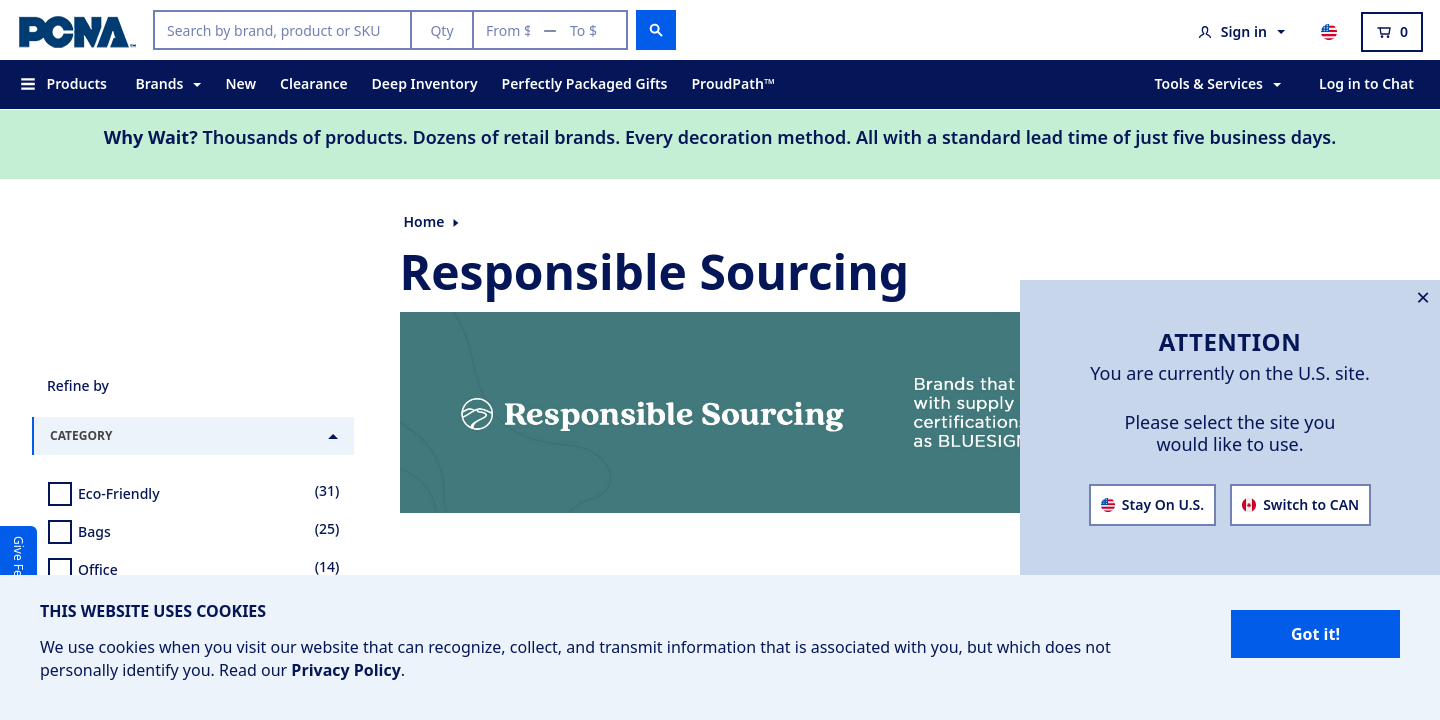 PCNA™
Search by brand, product or SKU
Qty
From $ — To $
Sign in
0
Products
Brands
New
Clearance
Deep Inventory
Perfectly Packaged Gifts
ProudPath™
Tools & Services
Log in to Chat
Why Wait? Thousands of products. Dozens of retail brands. Every decoration method. All with a standard lead time of just five business days.
Home
Responsible Sourcing
Refine by
CATEGORY
Eco-Friendly (31)
Bags (25)
Office (14)
Give
Responsible Sourcing
Brands that
with supply
certifications
as BLUESIGN
ATTENTION
You are currently on the U.S. site.
Please select the site you
would like to use.
Stay On U.S.
Switch to CAN
THIS WEBSITE USES COOKIES
We use cookies when you visit our website that can recognize, collect, and transmit information that is associated with you, but which does not
personally identify you. Read our Privacy Policy.
Got it!